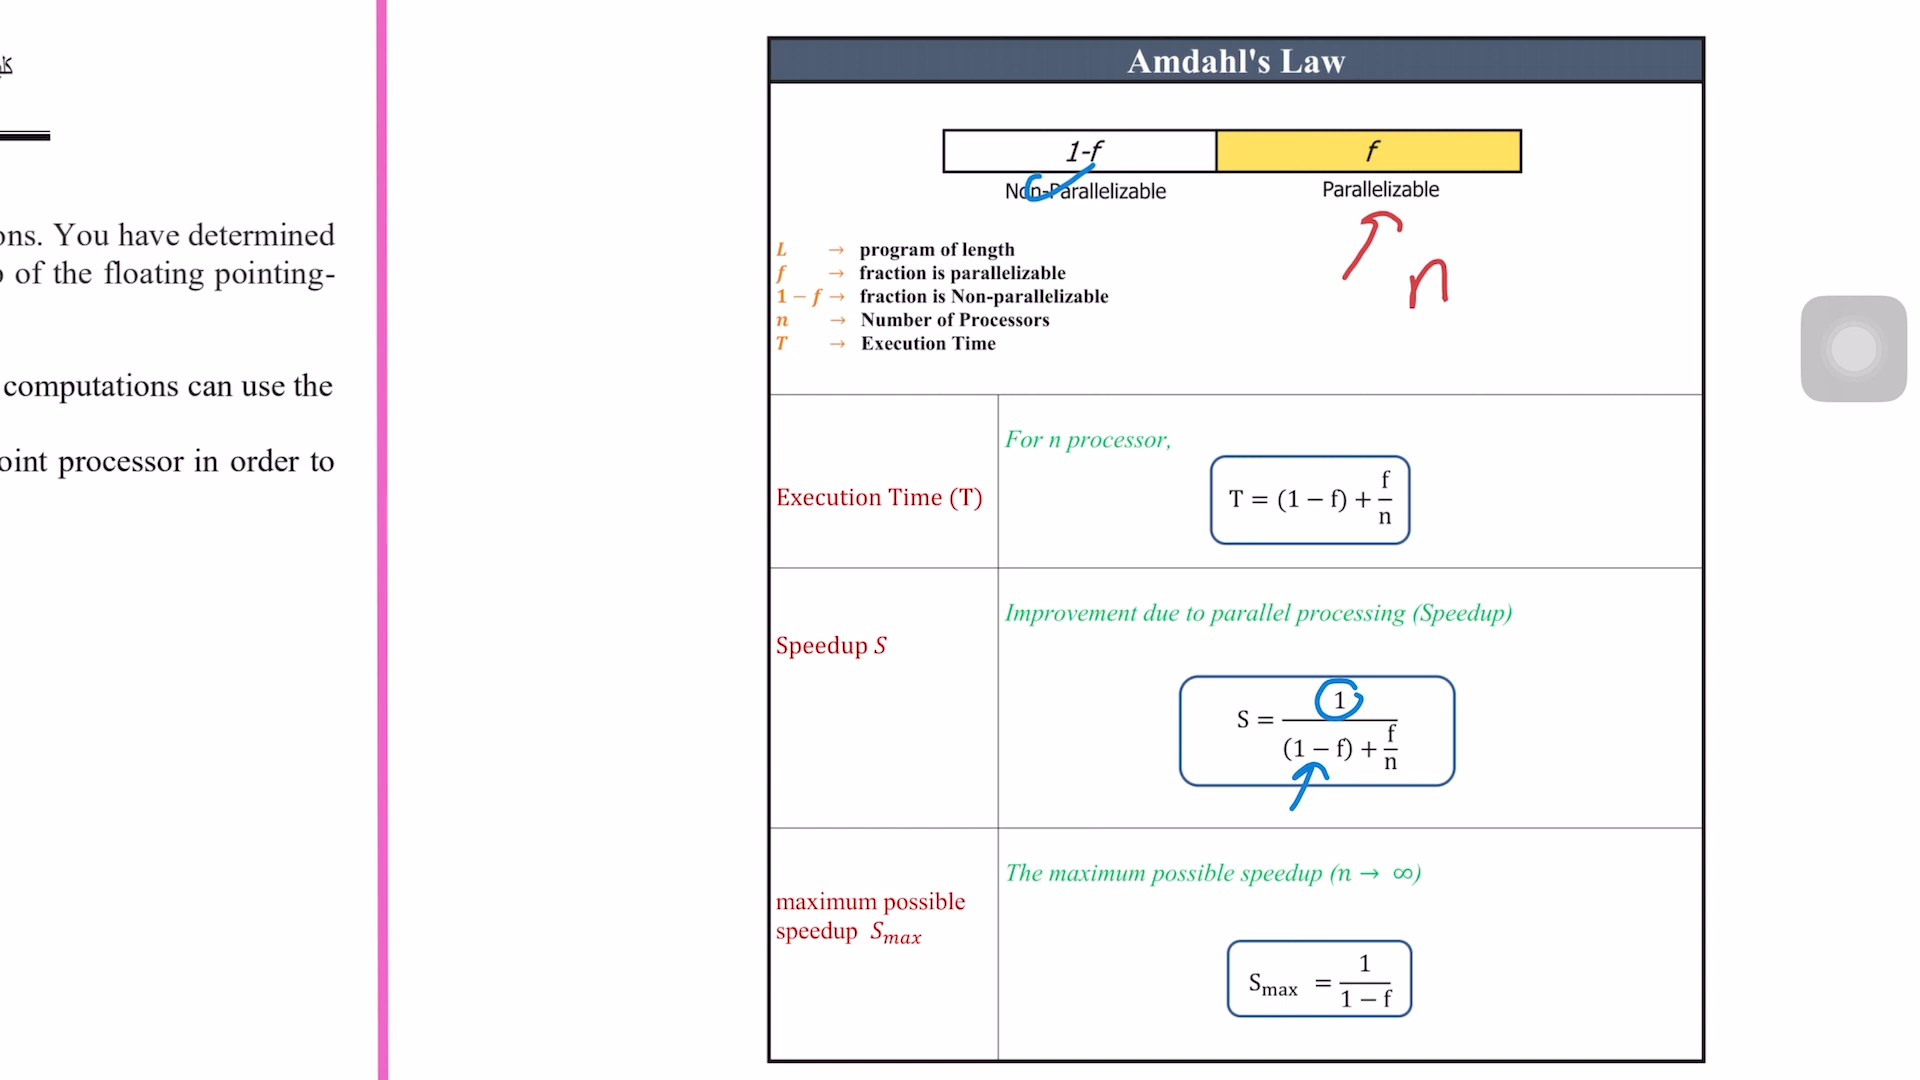 ons. You have determined
of the floating pointing-
computations can use the
oint processor in order to
Amdahl's Law
1-f f
Non-Parallelizable Parallelizable
n
L → program of length
f → fraction is parallelizable
1 − f → fraction is Non-parallelizable
n → Number of Processors
T → Execution Time
For n processor,
Execution Time (T)
T = (1 − f) + f/n
Improvement due to parallel processing (Speedup)
Speedup S
S = 1/((1 − f) + f/n)
The maximum possible speedup (n → ∞)
maximum possible
speedup Smax
Smax = 1/(1 − f)